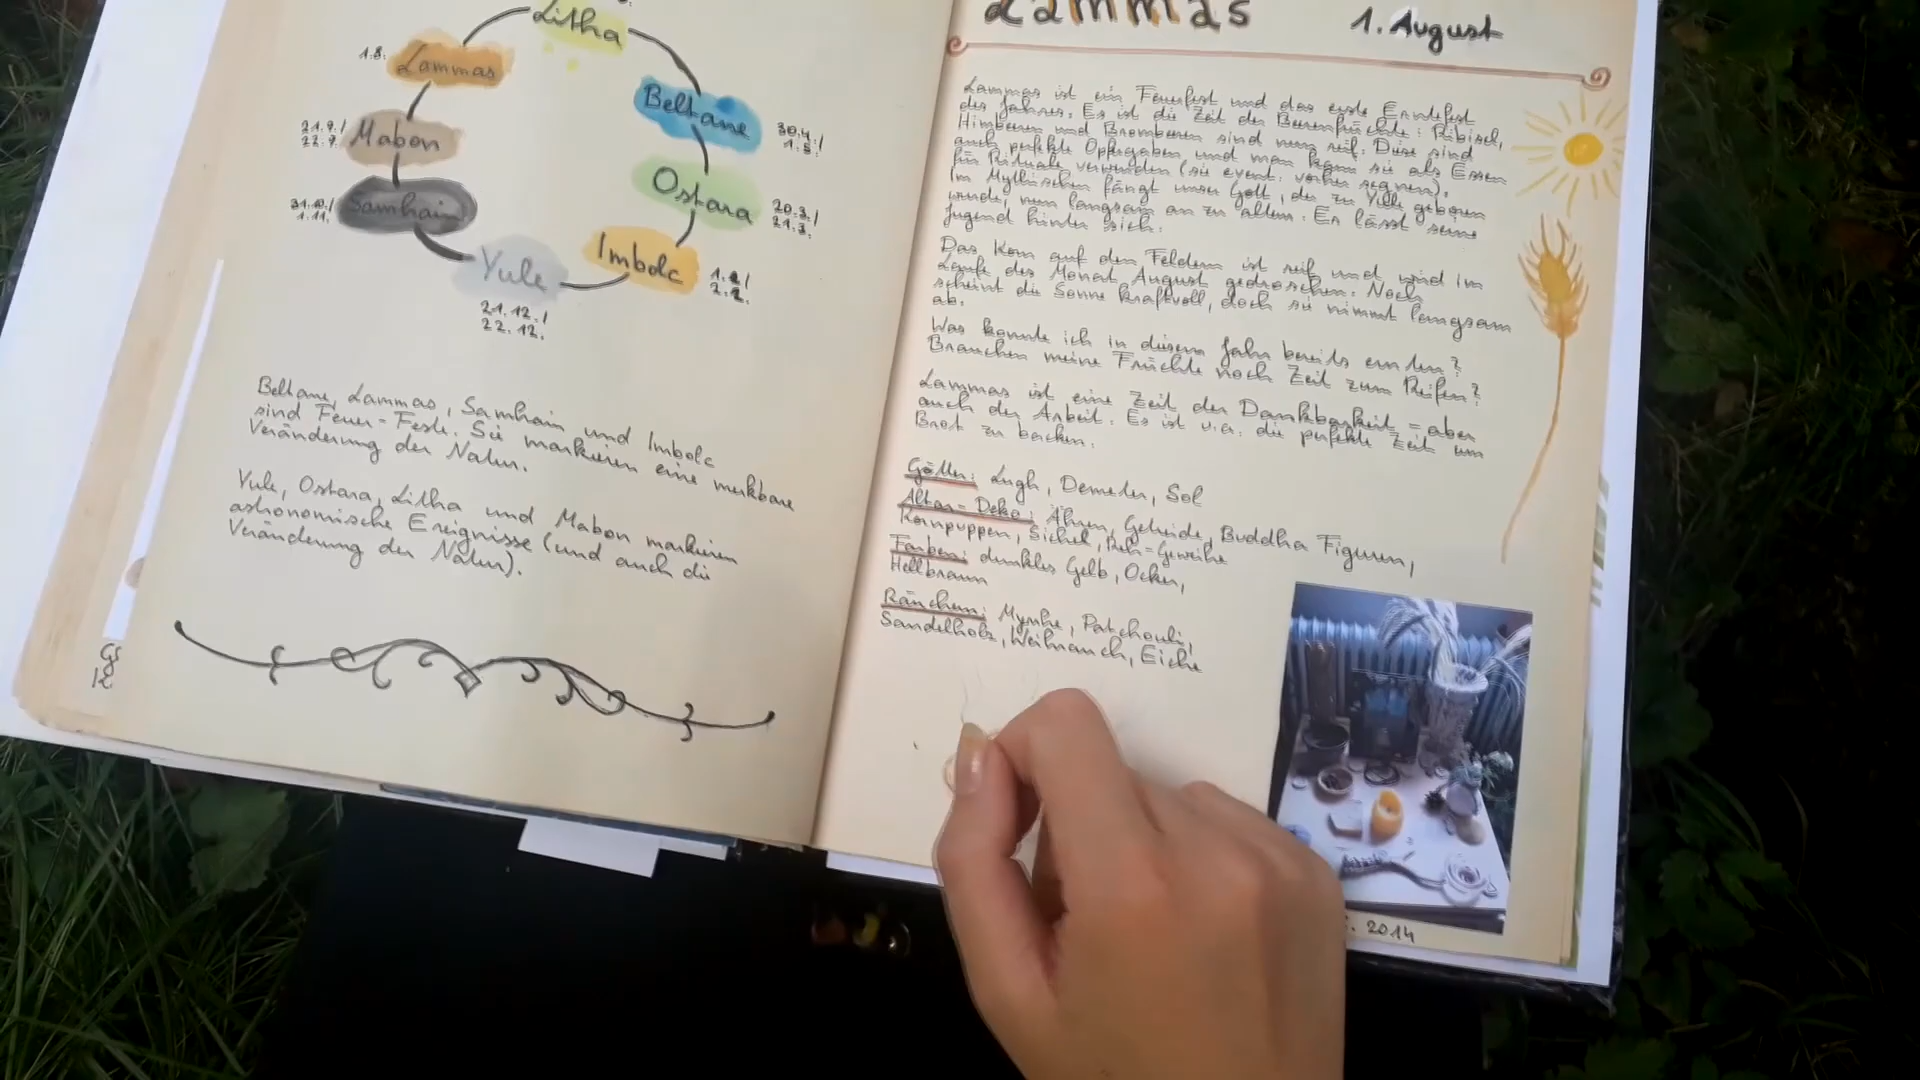 Litha
Lammas
1.8.
Beltane
30.4./
1.5.
Mabon
21.9./
22.9.
Ostara
20.3./
21.3.
Samhain
31.10./
1.11.
Imbolc
1.2./
2.2.
Yule
21.12./
22.12.
Beltane, Lammas, Samhain und Imbolc
sind Feuer-Feste. Sie markieren eine merkbare
Veränderung der Natur.
Yule, Ostara, Litha und Mabon markieren
astronomische Ereignisse (und auch die
Veränderung der Natur).
Lammas 1. August
Lammas ist ein Feuerfest und das erste Erntefest
des Jahres. Es ist die Zeit der Beerenfrüchte: Ribisel,
Himbeeren und Brombeeren sind nun reif. Diese sind
auch perfekte Opfergaben und man kann sie als Essen
für Rituale verwenden (sie event. vorher segnen).
Im Mythischen fängt unser Gott, der zu Yule geboren
wurde, nun langsam an zu altern. Er lässt seine
Jugend hinter sich.
Das Korn auf den Feldern ist reif und wird im
Laufe des Monat August gedroschen. Noch
scheint die Sonne kraftvoll, doch sie nimmt langsam
ab.
Was konnte ich in diesem Jahr bereits ernten?
Brauchen meine Früchte noch Zeit zum Reifen?
Lammas ist eine Zeit der Dankbarkeit - aber
auch der Arbeit. Es ist u.a. die perfekte Zeit um
Brot zu backen.
Götter: Lugh, Demeter, Sol
Altar-Deko: Ähren, Getreide, Buddha Figuren,
Kornpuppen, Sichel, Reh-Geweihe
Farben: dunkles Gelb, Ocker,
Hellbraun
Räuchern: Myrrhe, Patchouli,
Sandelholz, Weihrauch, Eiche
2014